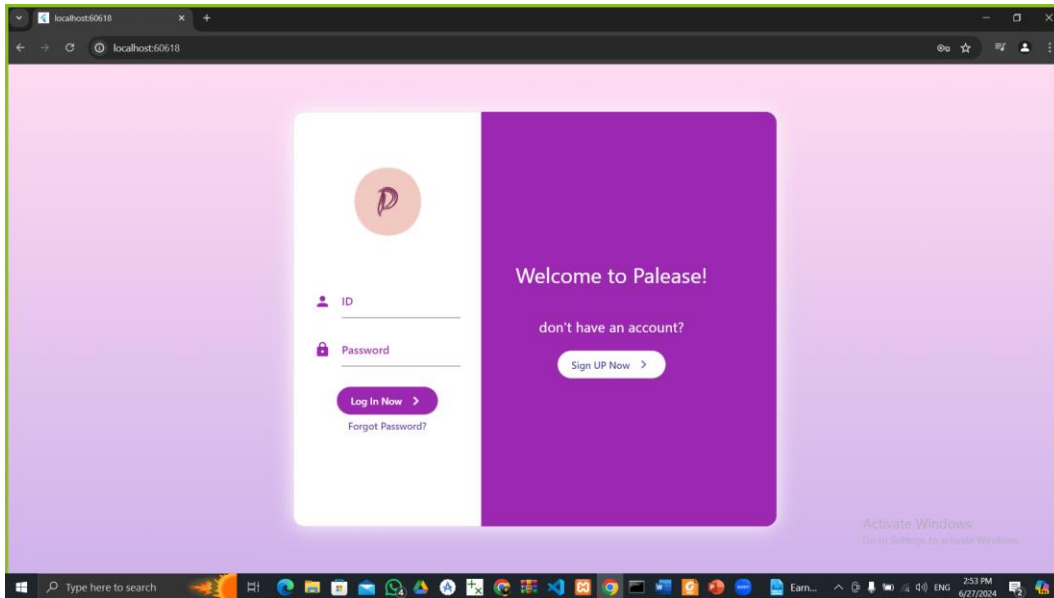 localhost:60618
localhost:60618
P
Welcome to Palease!
ID
don't have an account?
Password
Sign UP Now
Log In Now
Forgot Password?
Activate Windows
Go to Settings to activate Windows.
Type here to search
Earn...
ENG
2:53 PM
6/27/2024